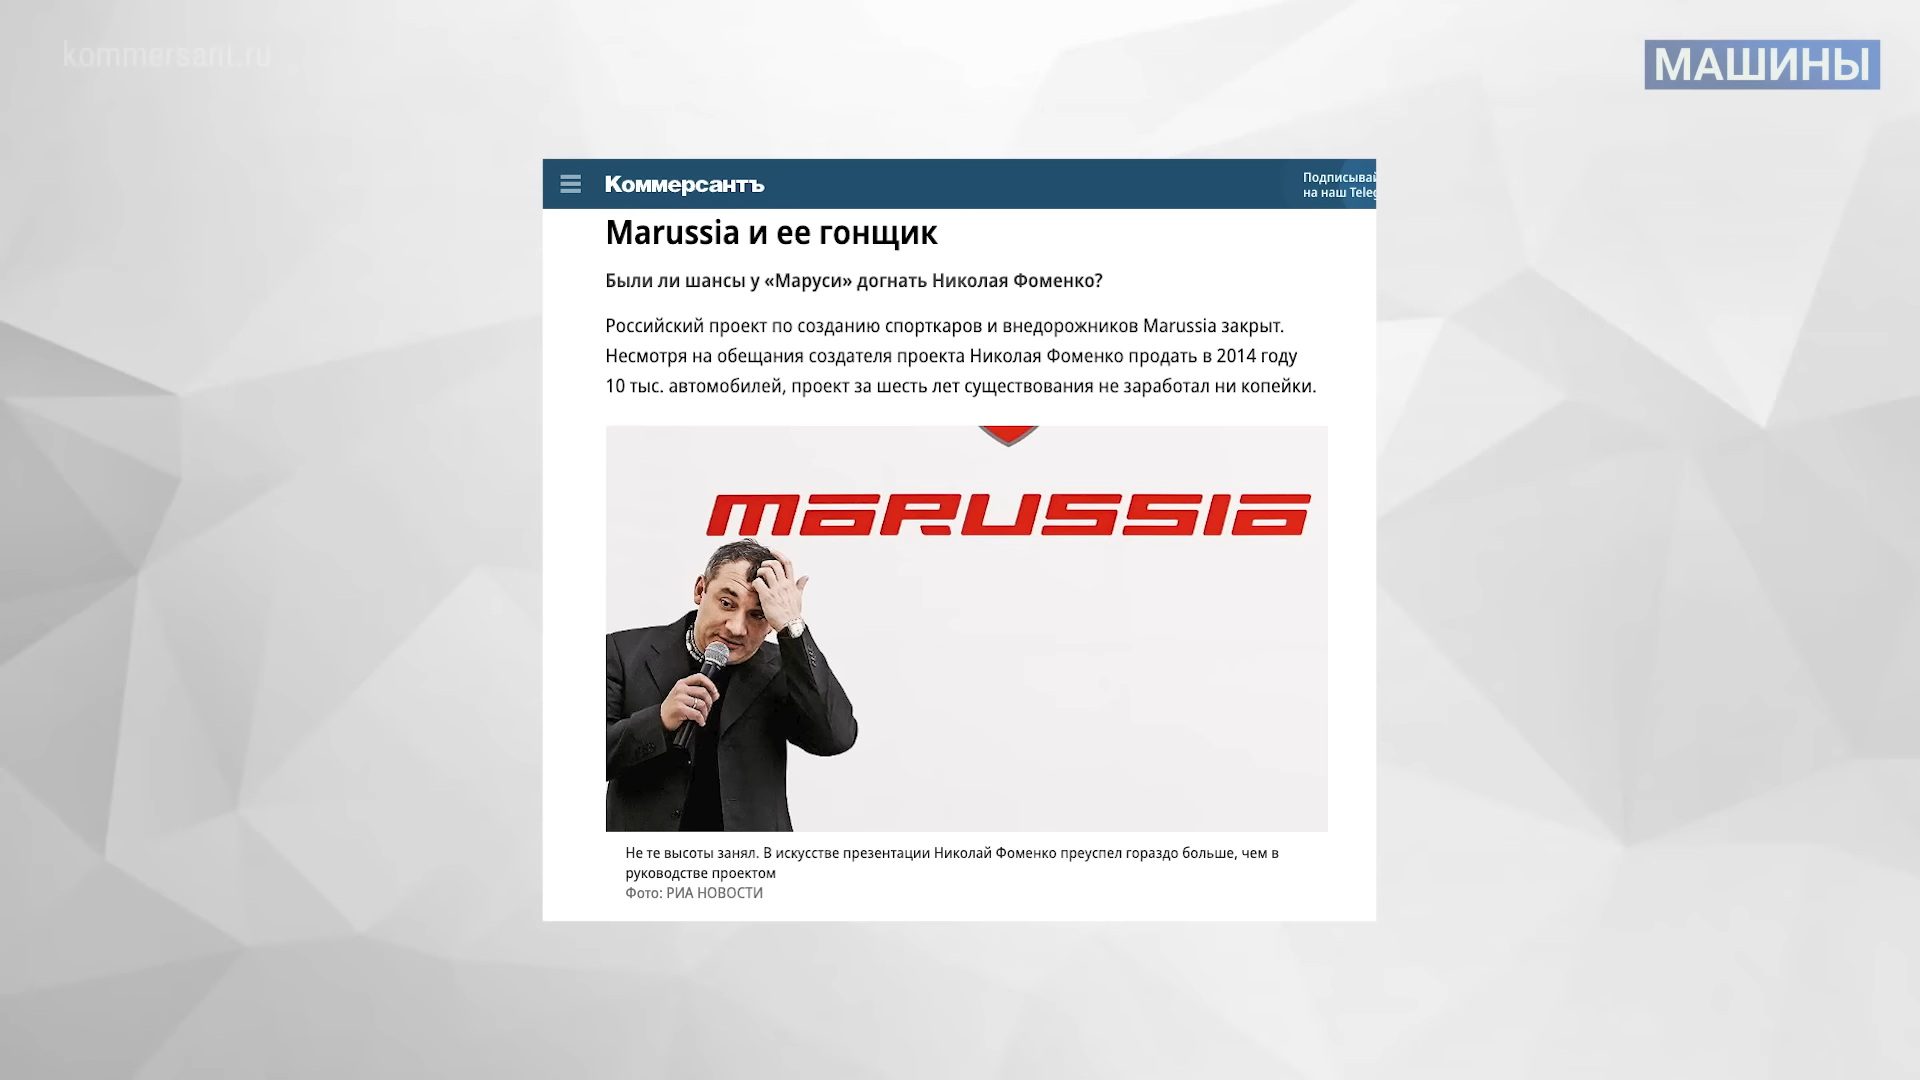 kommersant.ru
МАШИНЫ
Коммерсантъ
Подписывай
на наш Teleg
Marussia и ее гонщик
Были ли шансы у «Маруси» догнать Николая Фоменко?
Российский проект по созданию спорткаров и внедорожников Marussia закрыт.
Несмотря на обещания создателя проекта Николая Фоменко продать в 2014 году
10 тыс. автомобилей, проект за шесть лет существования не заработал ни копейки.
MARUSSIA
Не те высоты занял. В искусстве презентации Николай Фоменко преуспел гораздо больше, чем в
руководстве проектом
Фото: РИА НОВОСТИ